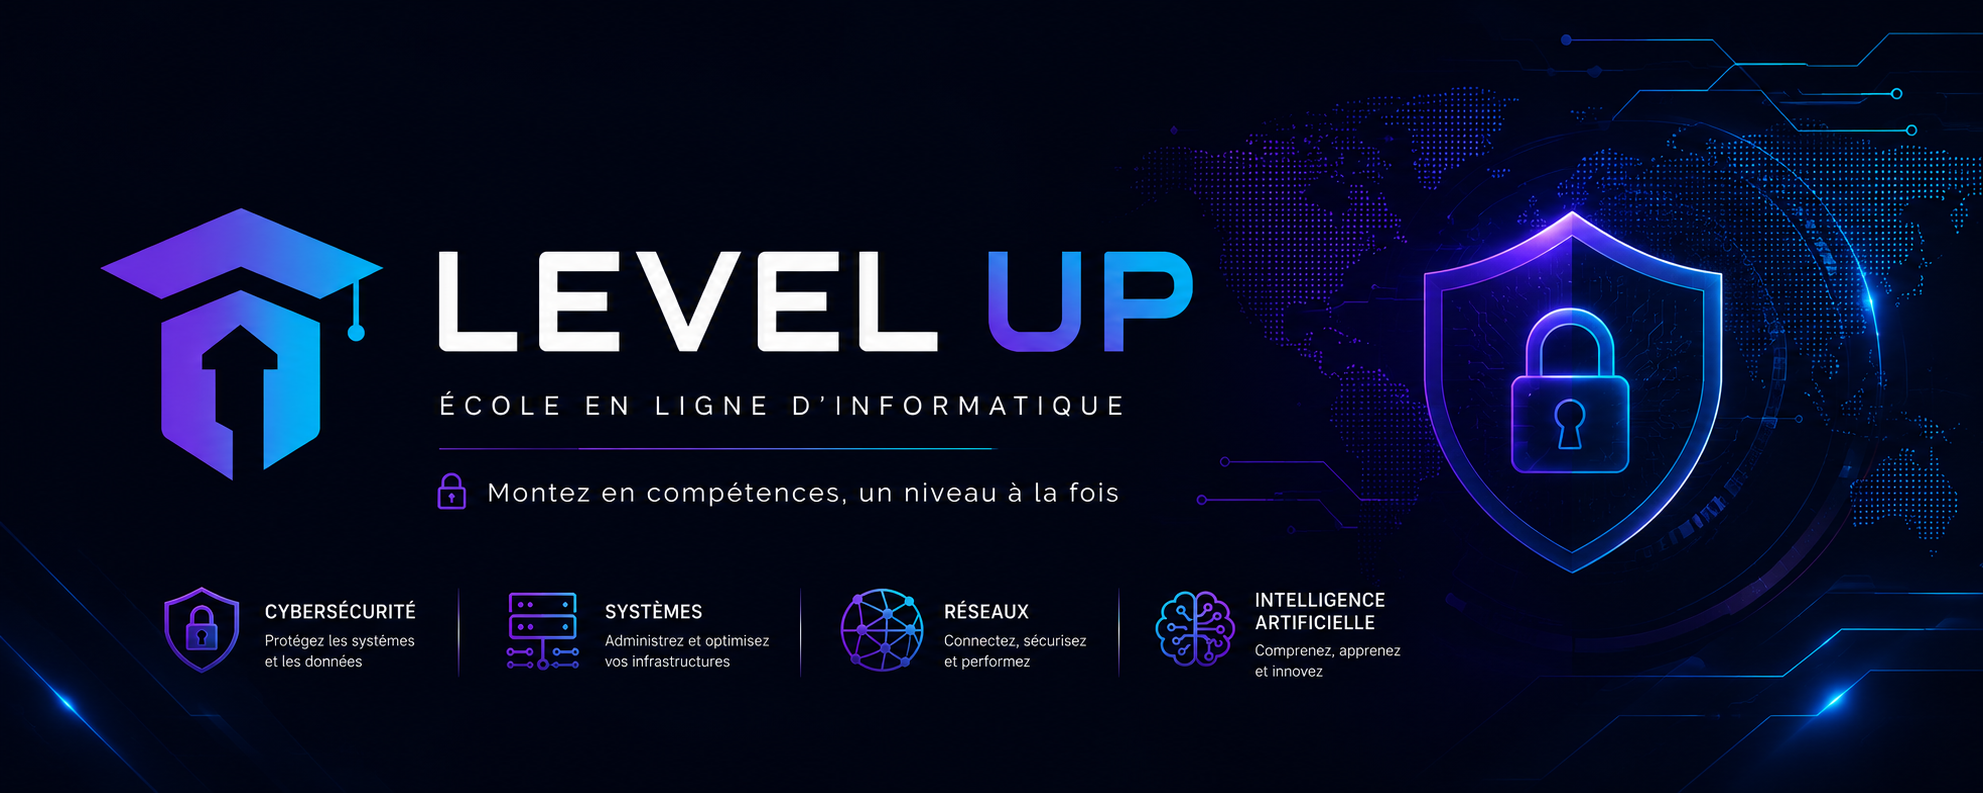 LEVEL UP
ÉCOLE EN LIGNE D'INFORMATIQUE
Montez en compétences, un niveau à la fois
CYBERSÉCURITÉ
Protégez les systèmes
et les données
SYSTÈMES
Administrez et optimisez
vos infrastructures
RÉSEAUX
Connectez, sécurisez
et performez
INTELLIGENCE
ARTIFICIELLE
Comprenez, apprenez
et innovez